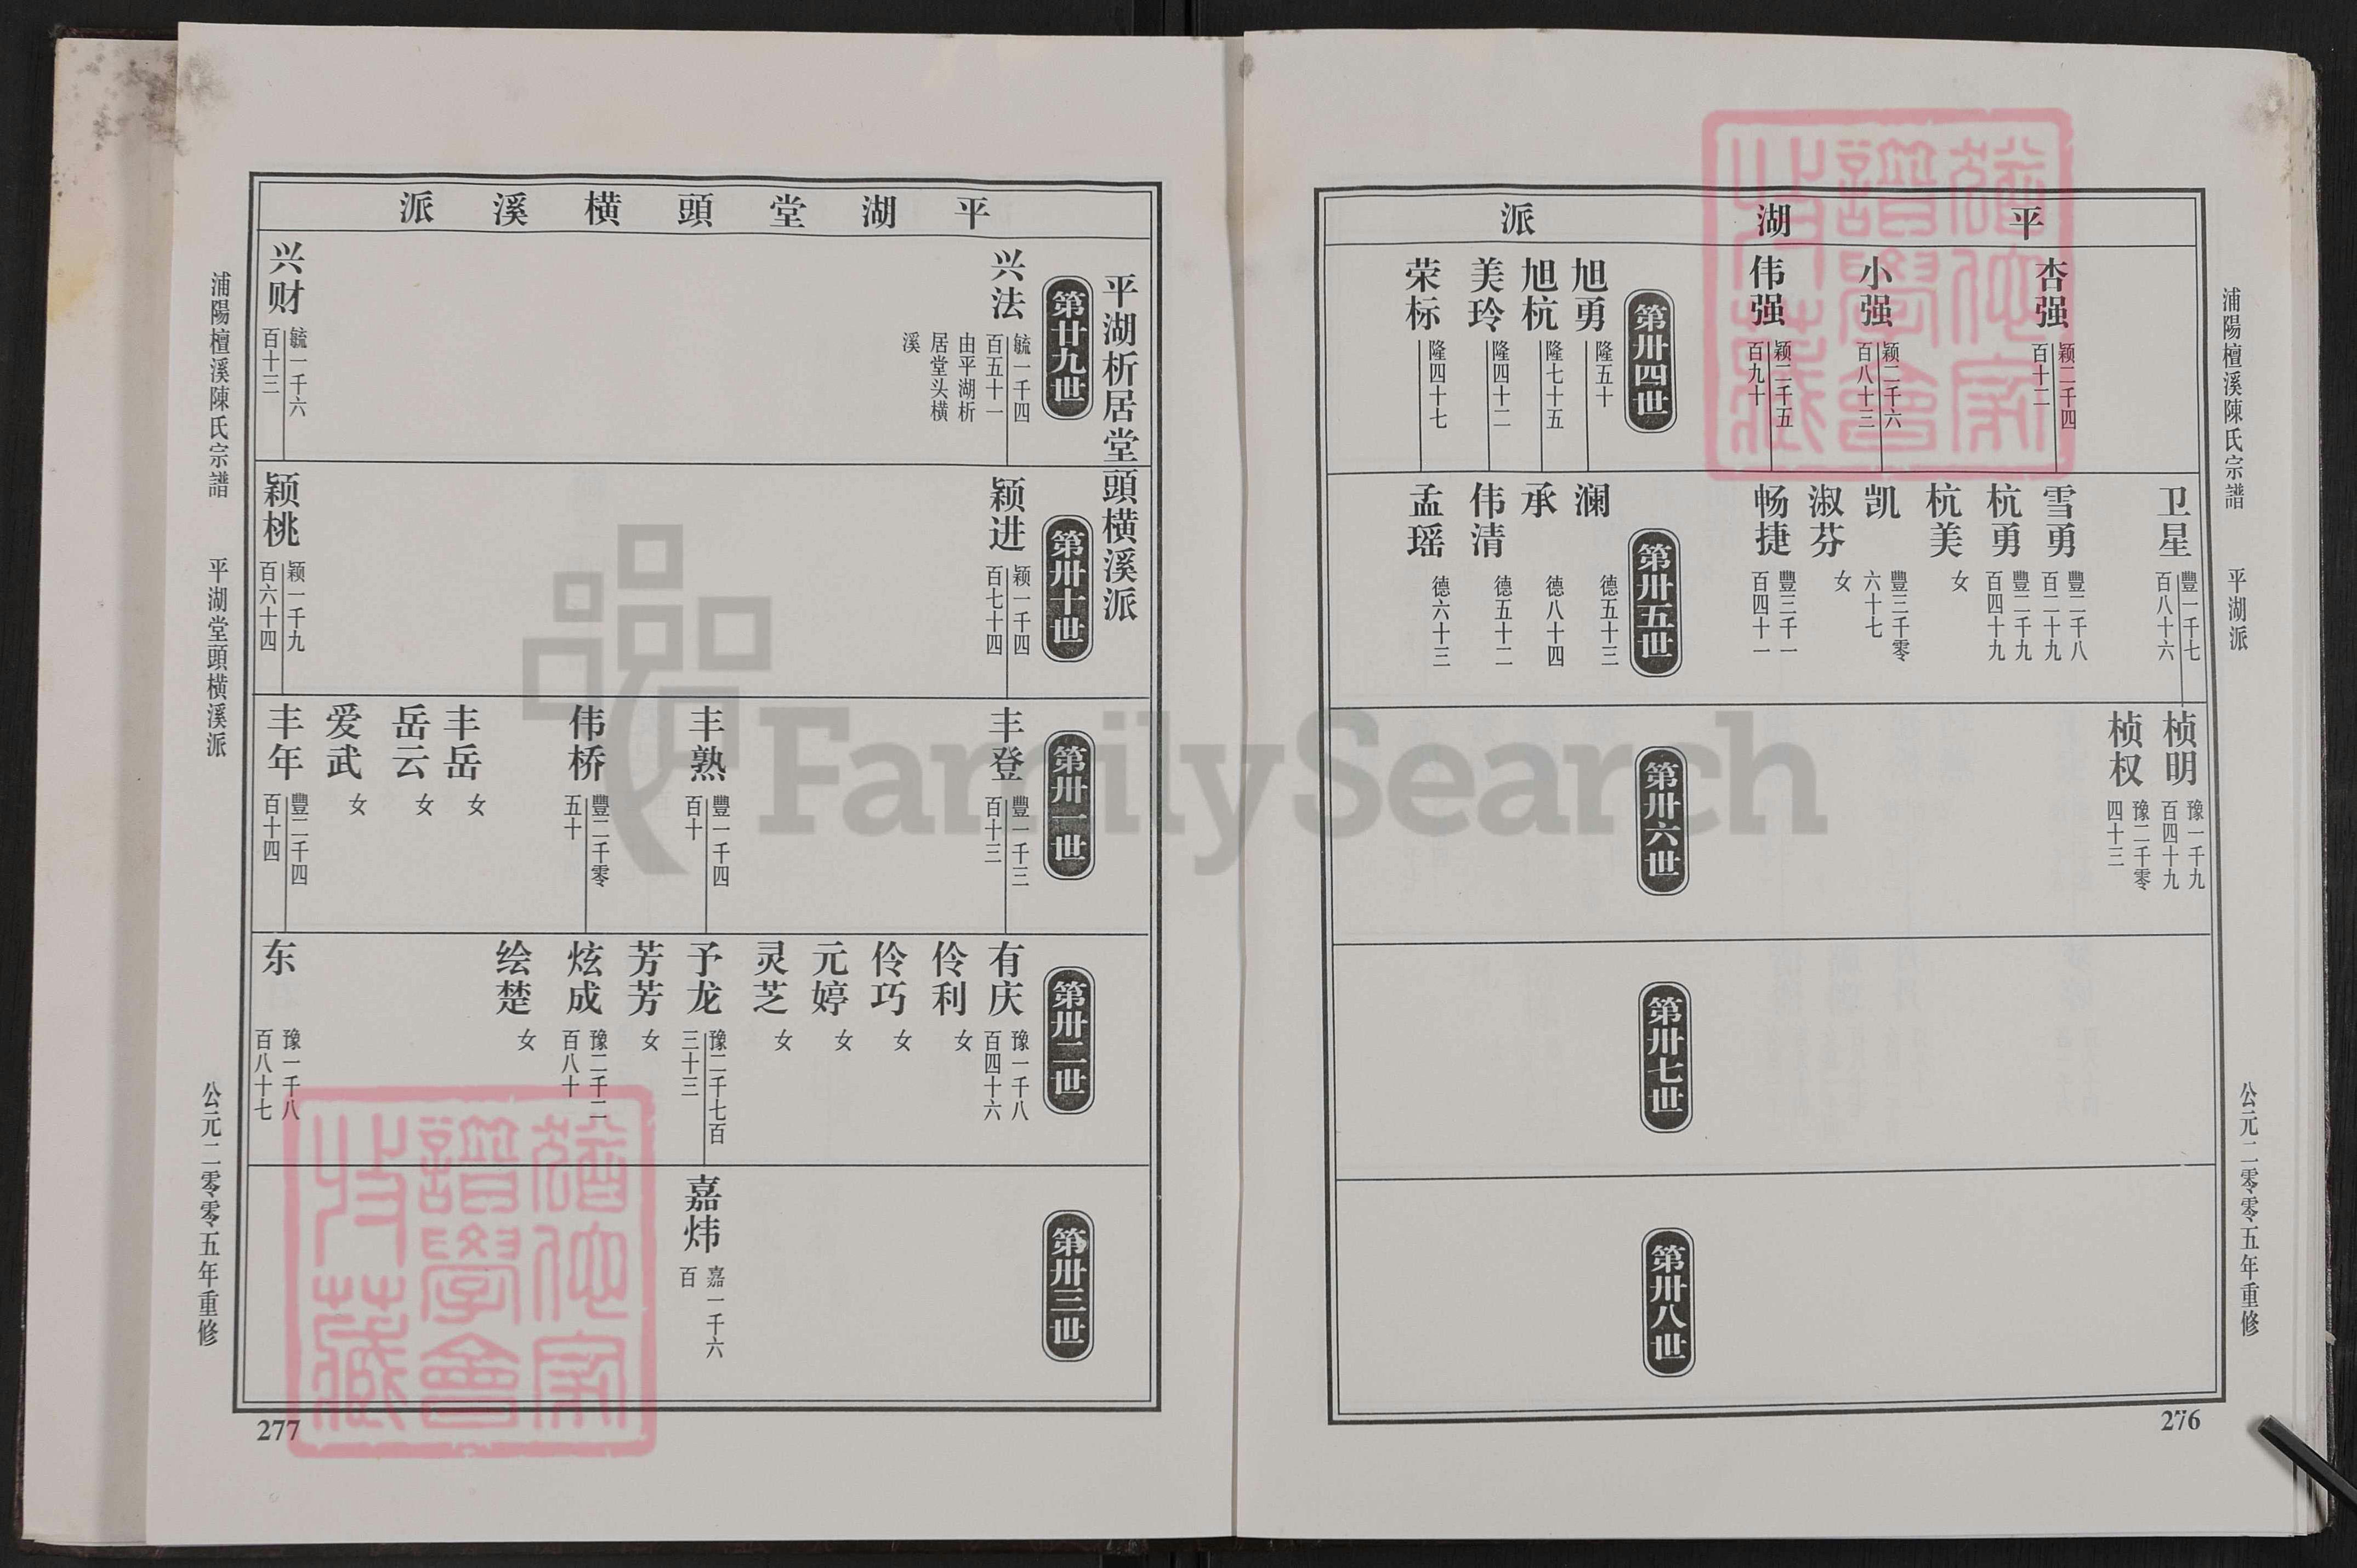 浦陽檀溪陳氏宗譜
平湖派
公元二零零五年重修
276
平湖派
卫星
豐一千七
百八十六
桢明
豫一千九
百四十九
桢权
豫二千零
四十三
杏强
颖二千四
百十二
雪勇
豐二千八
百二十九
杭勇
豐二千九
百四十九
杭美
女
小强
颖二千六
百八十三
凯
豐三千零
六十七
淑芬
女
伟强
颖二千五
百九十
畅捷
豐三千一
百四十一
第卅四世
第卅五世
第卅六世
第卅七世
第卅八世
旭勇
隆五十
澜
德五十三
旭杭
隆七十五
承
德八十四
美玲
隆四十二
伟清
德五十二
荣标
隆四十七
孟瑶
德六十三
平湖堂頭横溪派
平湖析居堂頭横溪派
第廿九世
第卅十世
第卅一世
第卅二世
第卅三世
兴法
毓一千四
百五十一
由平湖析
居堂头横
溪
颖进
颖一千四
百七十四
丰登
豐一千三
百十三
有庆
豫一千八
百四十六
伶利
女
伶巧
女
元婷
女
灵芝
女
丰熟
豐一千四
百十
予龙
豫二千七百
三十三
嘉炜
嘉一千六
百
芳芳
女
伟桥
豐二千零
五十
炫成
豫二千二
百八十
绘楚
女
丰岳
女
岳云
女
爱武
女
兴财
毓一千六
百十三
颖桃
颖一千九
百六十四
丰年
豐二千四
百十四
东
豫一千八
百八十七
浦陽檀溪陳氏宗譜
平湖堂頭横溪派
公元二零零五年重修
277
FamilySearch